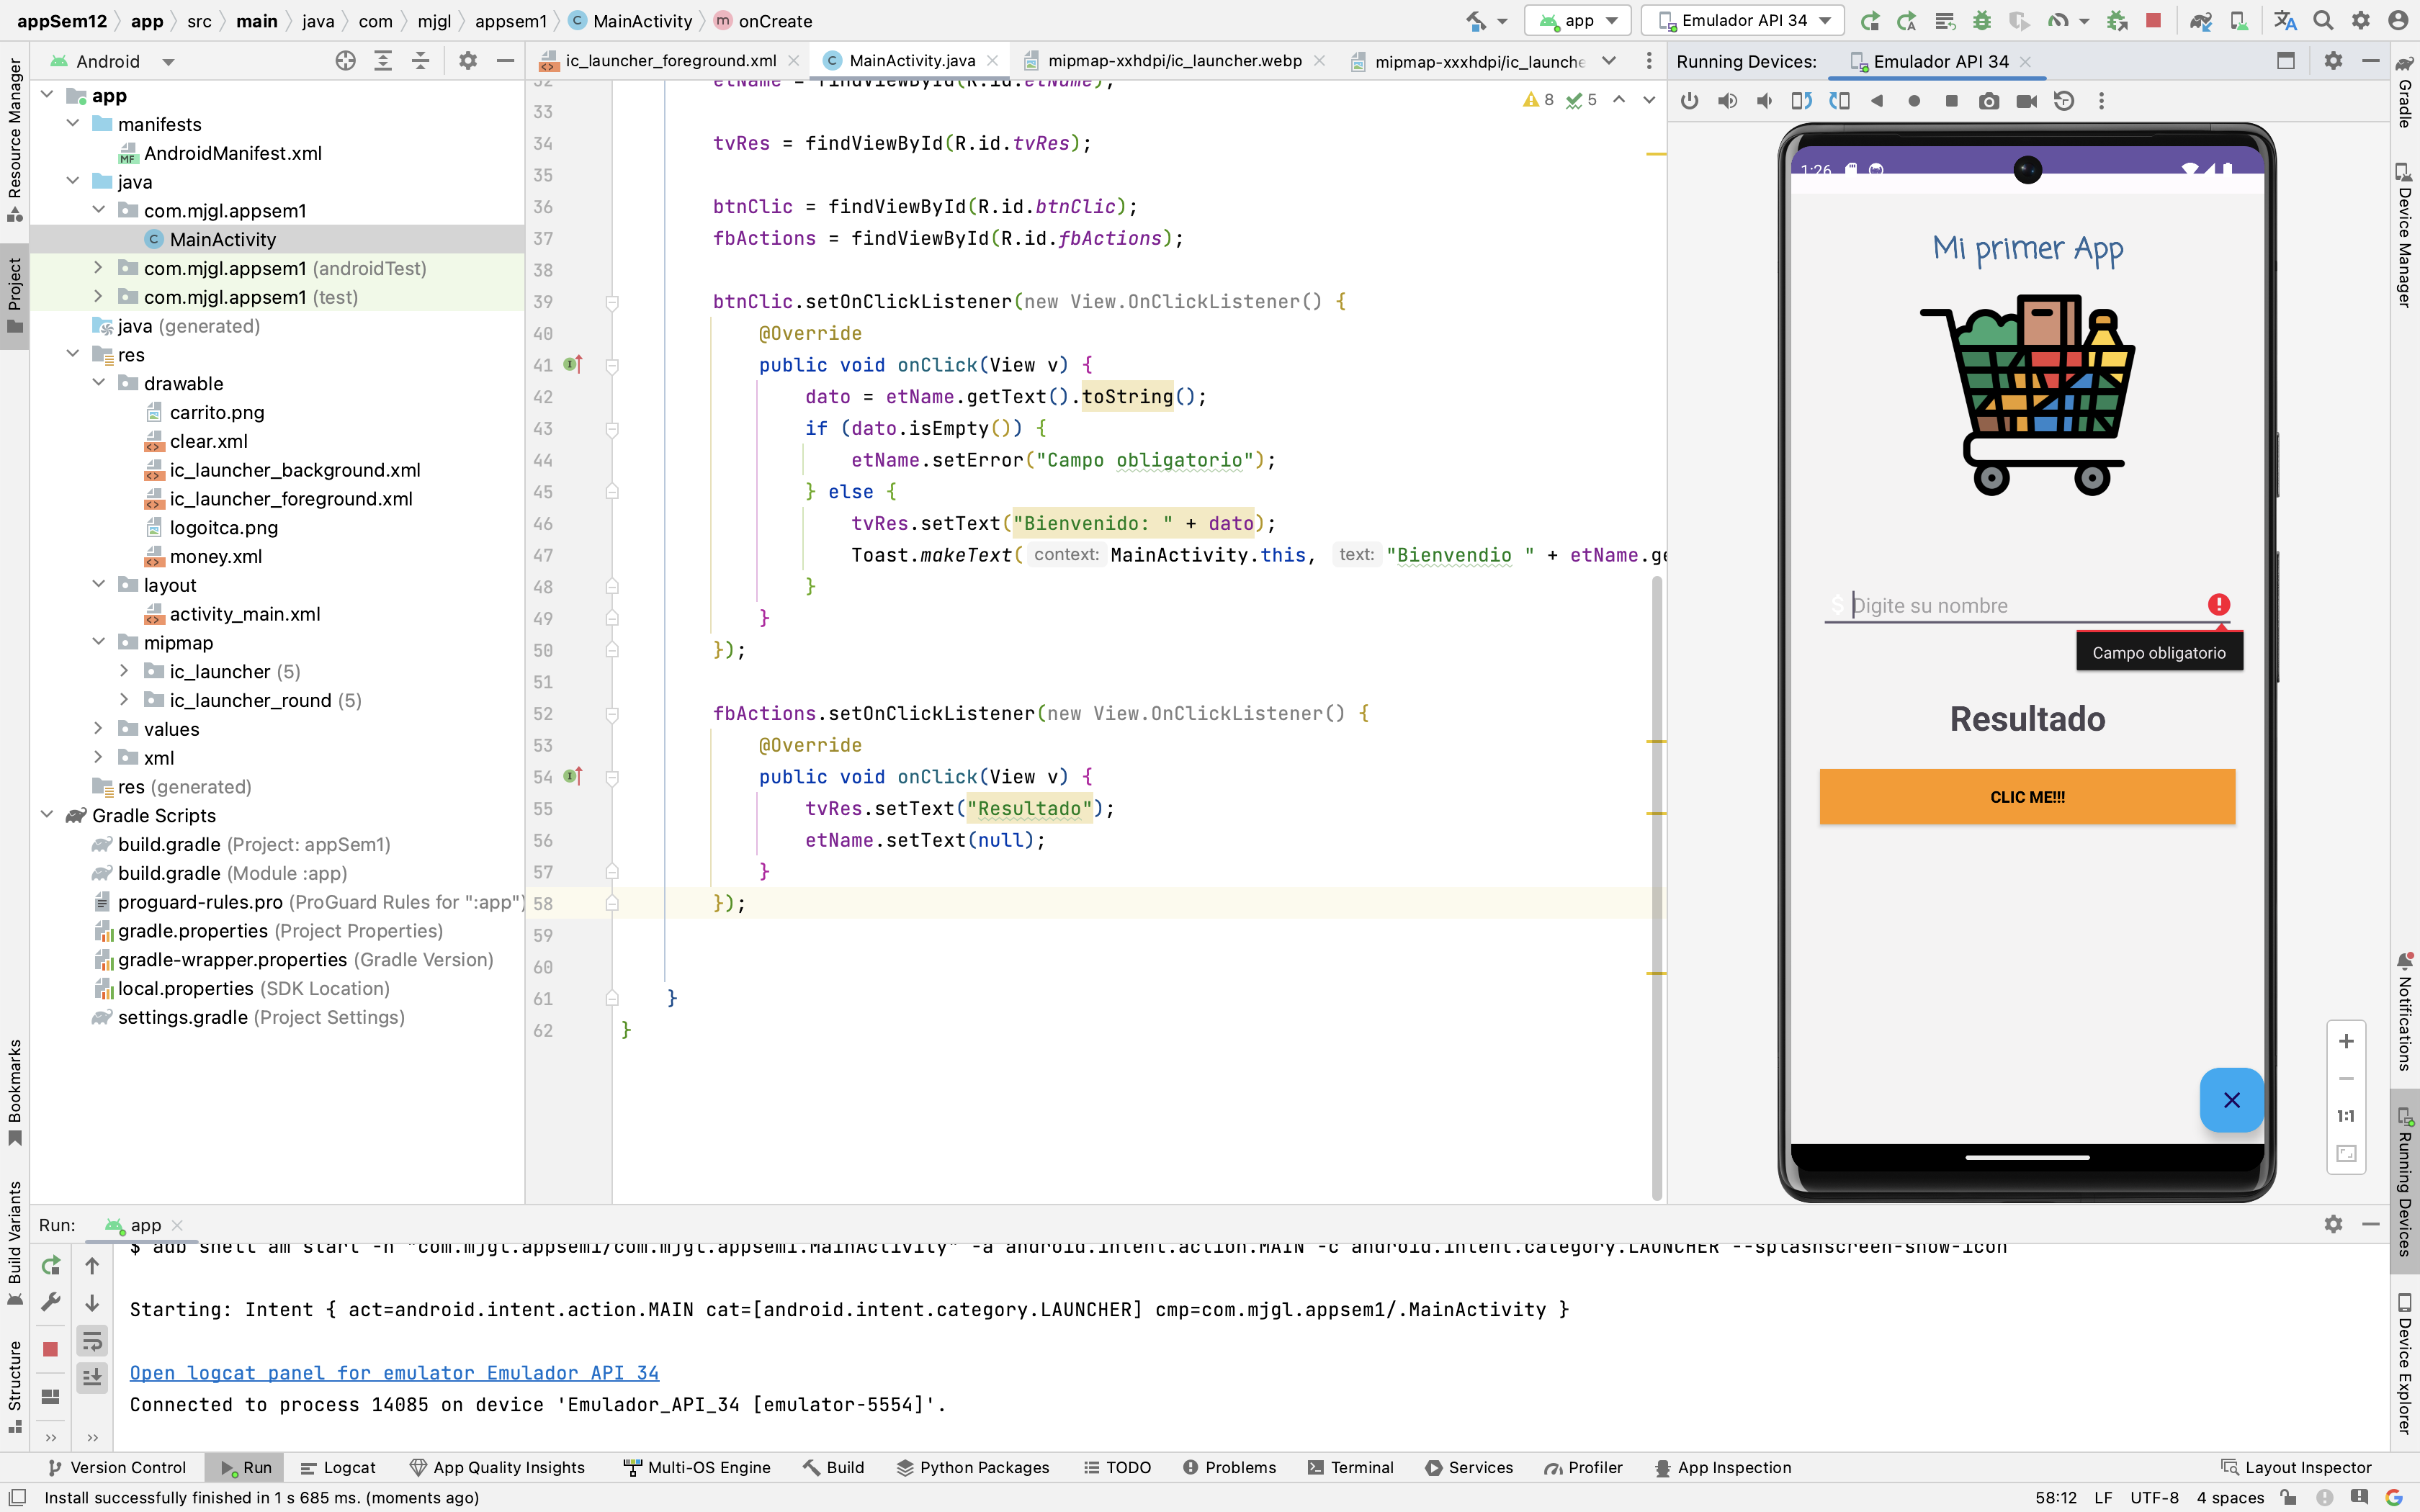 appSem12 app src main java com mjgl appsem1 MainActivity onCreate
app
Emulador API 34
Android
ic_launcher_foreground.xml
MainActivity.java
mipmap-xxhdpi/ic_launcher.webp
mipmap-xxxhdpi/ic_launche
Running Devices:
Emulador API 34
Resource Manager
Project
Bookmarks
Build Variants
Structure
app
manifests
AndroidManifest.xml
java
com.mjgl.appsem1
MainActivity
com.mjgl.appsem1 (androidTest)
com.mjgl.appsem1 (test)
java (generated)
res
drawable
carrito.png
clear.xml
ic_launcher_background.xml
ic_launcher_foreground.xml
logoitca.png
money.xml
layout
activity_main.xml
mipmap
ic_launcher (5)
ic_launcher_round (5)
values
xml
res (generated)
Gradle Scripts
build.gradle (Project: appSem1)
build.gradle (Module :app)
proguard-rules.pro (ProGuard Rules for ":app")
gradle.properties (Project Properties)
gradle-wrapper.properties (Gradle Version)
local.properties (SDK Location)
settings.gradle (Project Settings)
8 5
32 etName = findViewById(R.id.etName);
33
34 tvRes = findViewById(R.id.tvRes);
35
36 btnClic = findViewById(R.id.btnClic);
37 fbActions = findViewById(R.id.fbActions);
38
39 btnClic.setOnClickListener(new View.OnClickListener() {
40 @Override
41 public void onClick(View v) {
42 dato = etName.getText().toString();
43 if (dato.isEmpty()) {
44 etName.setError("Campo obligatorio");
45 } else {
46 tvRes.setText("Bienvenido: " + dato);
47 Toast.makeText( context: MainActivity.this, text: "Bienvendio " + etName.ge
48 }
49 }
50 });
51
52 fbActions.setOnClickListener(new View.OnClickListener() {
53 @Override
54 public void onClick(View v) {
55 tvRes.setText("Resultado");
56 etName.setText(null);
57 }
58 });
59
60
61 }
62 }
1:26
Mi primer App
$ Digite su nombre
Campo obligatorio
Resultado
CLIC ME!!!
1:1
Gradle
Device Manager
Notifications
Running Devices
Device Explorer
Run: app
$ adb shell am start -n "com.mjgl.appsem1/com.mjgl.appsem1.MainActivity" -a android.intent.action.MAIN -c android.intent.category.LAUNCHER --splashscreen-show-icon
Starting: Intent { act=android.intent.action.MAIN cat=[android.intent.category.LAUNCHER] cmp=com.mjgl.appsem1/.MainActivity }
Open logcat panel for emulator Emulador API 34
Connected to process 14085 on device 'Emulador_API_34 [emulator-5554]'.
Version Control Run Logcat App Quality Insights Multi-OS Engine Build Python Packages TODO Problems Terminal Services Profiler App Inspection Layout Inspector
Install successfully finished in 1 s 685 ms. (moments ago) 58:12 LF UTF-8 4 spaces